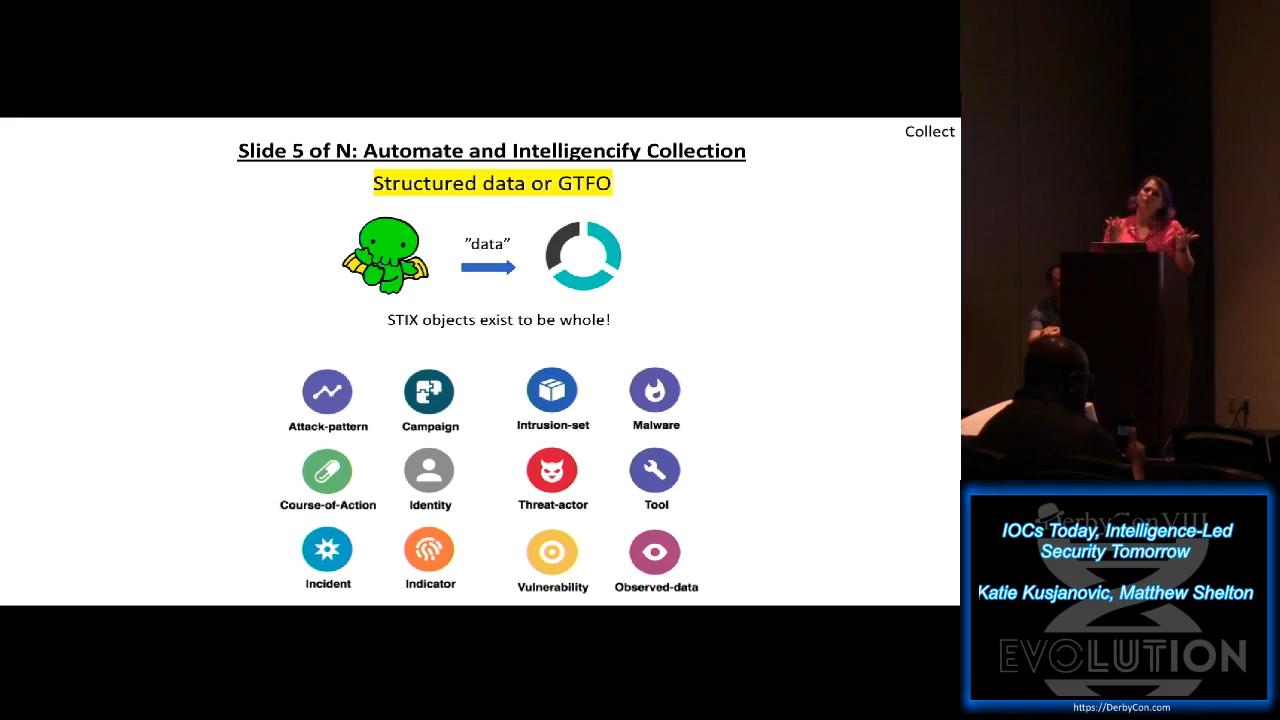 Collect
Slide 5 of N: Automate and Intelligencify Collection
Structured data or GTFO
”data”
STIX objects exist to be whole!
Attack-pattern
Campaign
Intrusion-set
Malware
Course-of-Action
Identity
Threat-actor
Tool
Incident
Indicator
Vulnerability
Observed-data
DerbyCon VIII
IOCs Today, Intelligence-Led
Security Tomorrow
Katie Kusjanovic, Matthew Shelton
EVOLUTION
https://DerbyCon.com